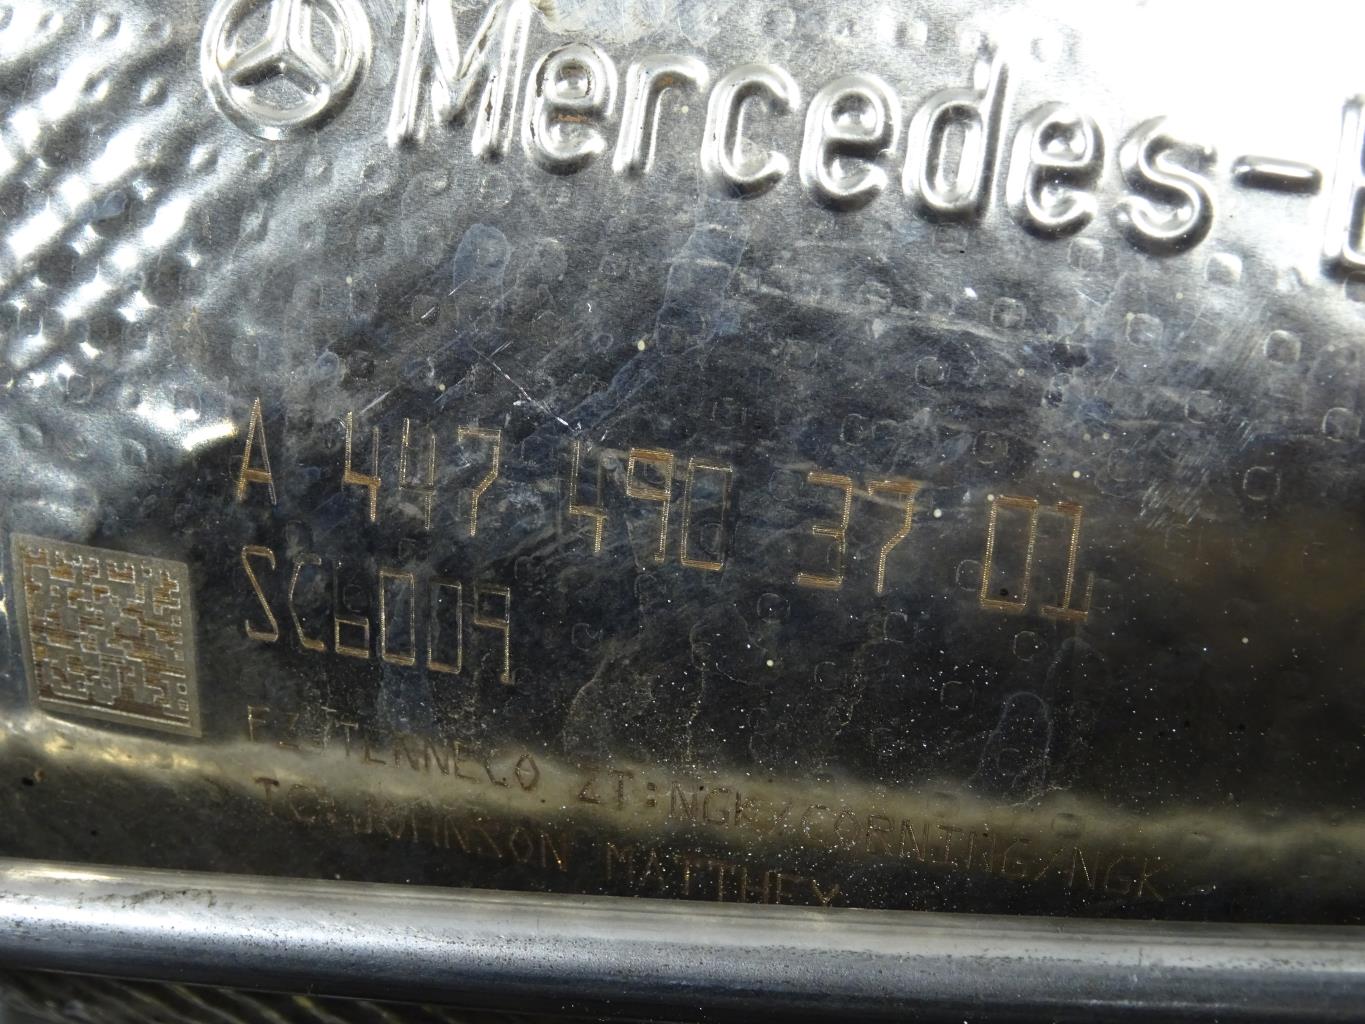 Mercedes-B
A 447 490 37 01
SC6009
FZ:TENNECO ZT:NGK/CORNING/NGK
TC:JOHNSON MATTHEY